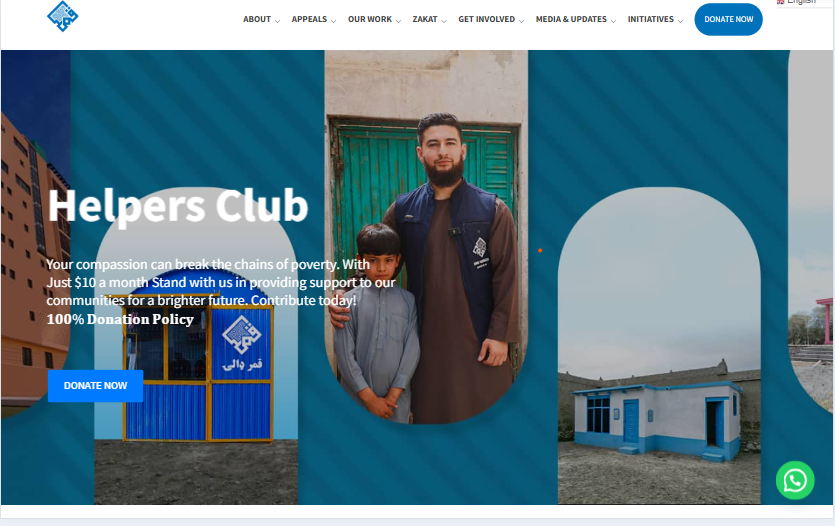 ABOUT APPEALS OUR WORK ZAKAT GET INVOLVED MEDIA & UPDATES INITIATIVES DONATE NOW English
Helpers Club
Your compassion can break the chains of poverty. With
Just $10 a month Stand with us in providing support to our
communities for a brighter future. Contribute today!
100% Donation Policy
قمر ډالۍ
DONATE NOW